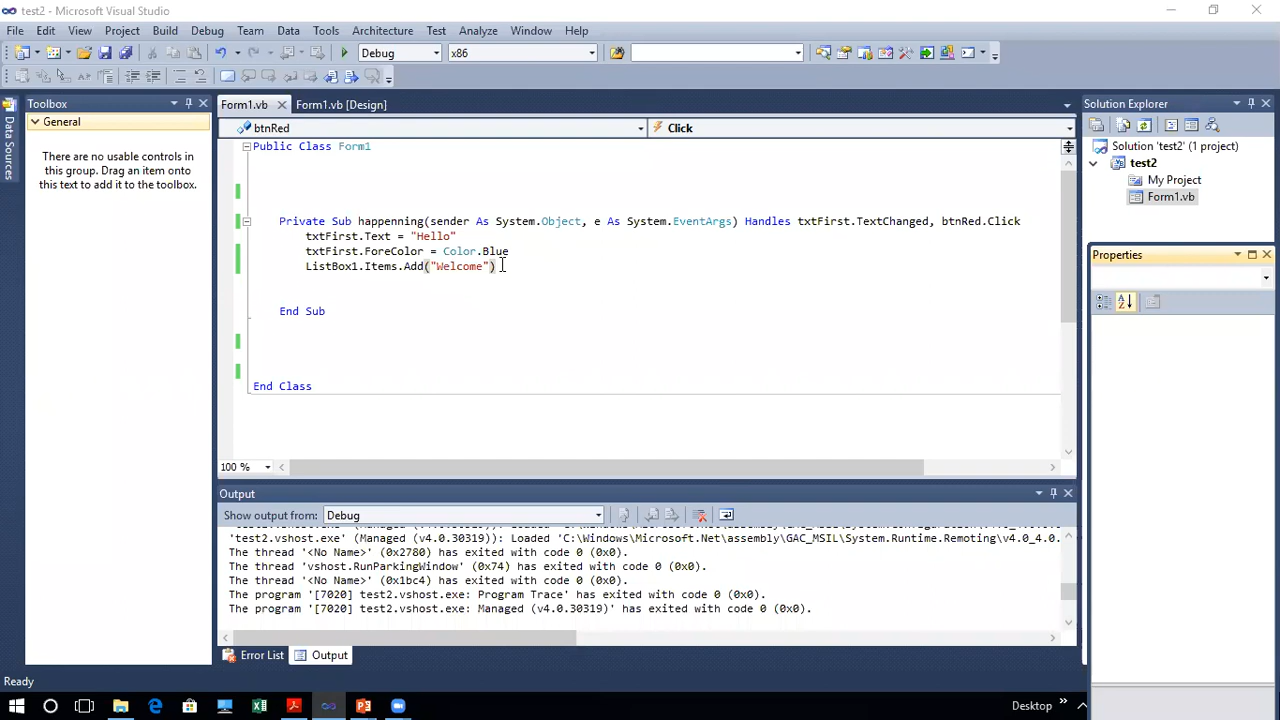 test2 - Microsoft Visual Studio
File Edit View Project Build Debug Team Data Tools Architecture Test Analyze Window Help
Debug x86
Toolbox
General
There are no usable controls in
this group. Drag an item onto
this text to add it to the toolbox.
Data Sources
Form1.vb Form1.vb [Design]
btnRed Click
Public Class Form1
Private Sub happenning(sender As System.Object, e As System.EventArgs) Handles txtFirst.TextChanged, btnRed.Click
txtFirst.Text = "Hello"
txtFirst.ForeColor = Color.Blue
ListBox1.Items.Add("Welcome")
End Sub
End Class
100 %
Output
Show output from: Debug
'test2.vshost.exe' (Managed (v4.0.30319)): Loaded 'C:\Windows\Microsoft.Net\assembly\GAC_MSIL\System.Runtime.Remoting\v4.0_4.0.
The thread '<No Name>' (0x2780) has exited with code 0 (0x0).
The thread 'vshost.RunParkingWindow' (0x74) has exited with code 0 (0x0).
The thread '<No Name>' (0x1bc4) has exited with code 0 (0x0).
The program '[7020] test2.vshost.exe: Program Trace' has exited with code 0 (0x0).
The program '[7020] test2.vshost.exe: Managed (v4.0.30319)' has exited with code 0 (0x0).
Error List Output
Solution Explorer
Solution 'test2' (1 project)
test2
My Project
Form1.vb
Properties
Ready
Desktop